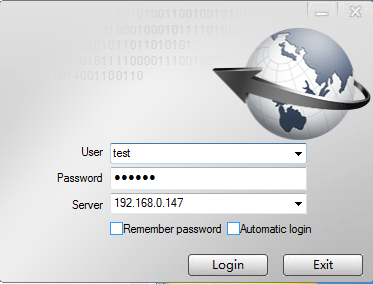 User
test
Password
••••••
Server
192.168.0.147
Remember password Automatic login
Login Exit